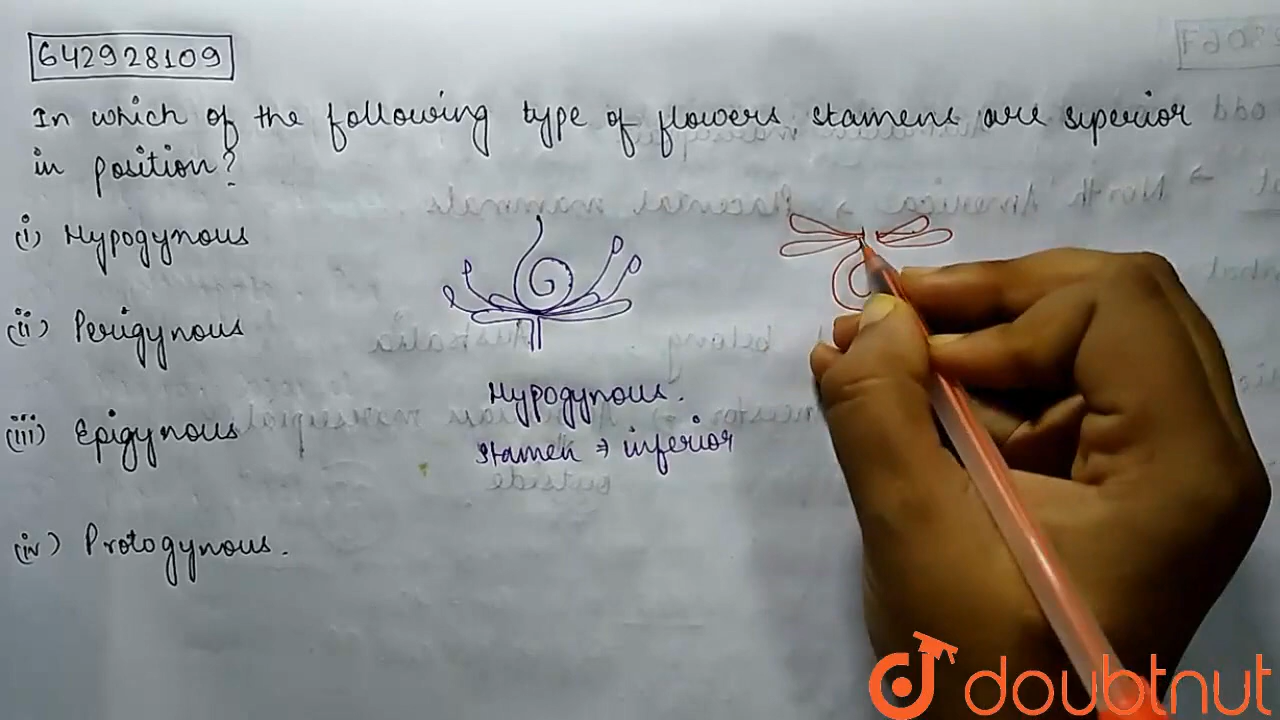 642928109
In which of the following type of flowers stamens are superior
in position?
(i) Hypogynous
(ii) Perigynous
(iii) Epigynous
(iv) Protogynous.
Hypogynous.
stamen → inferior
doubtnut